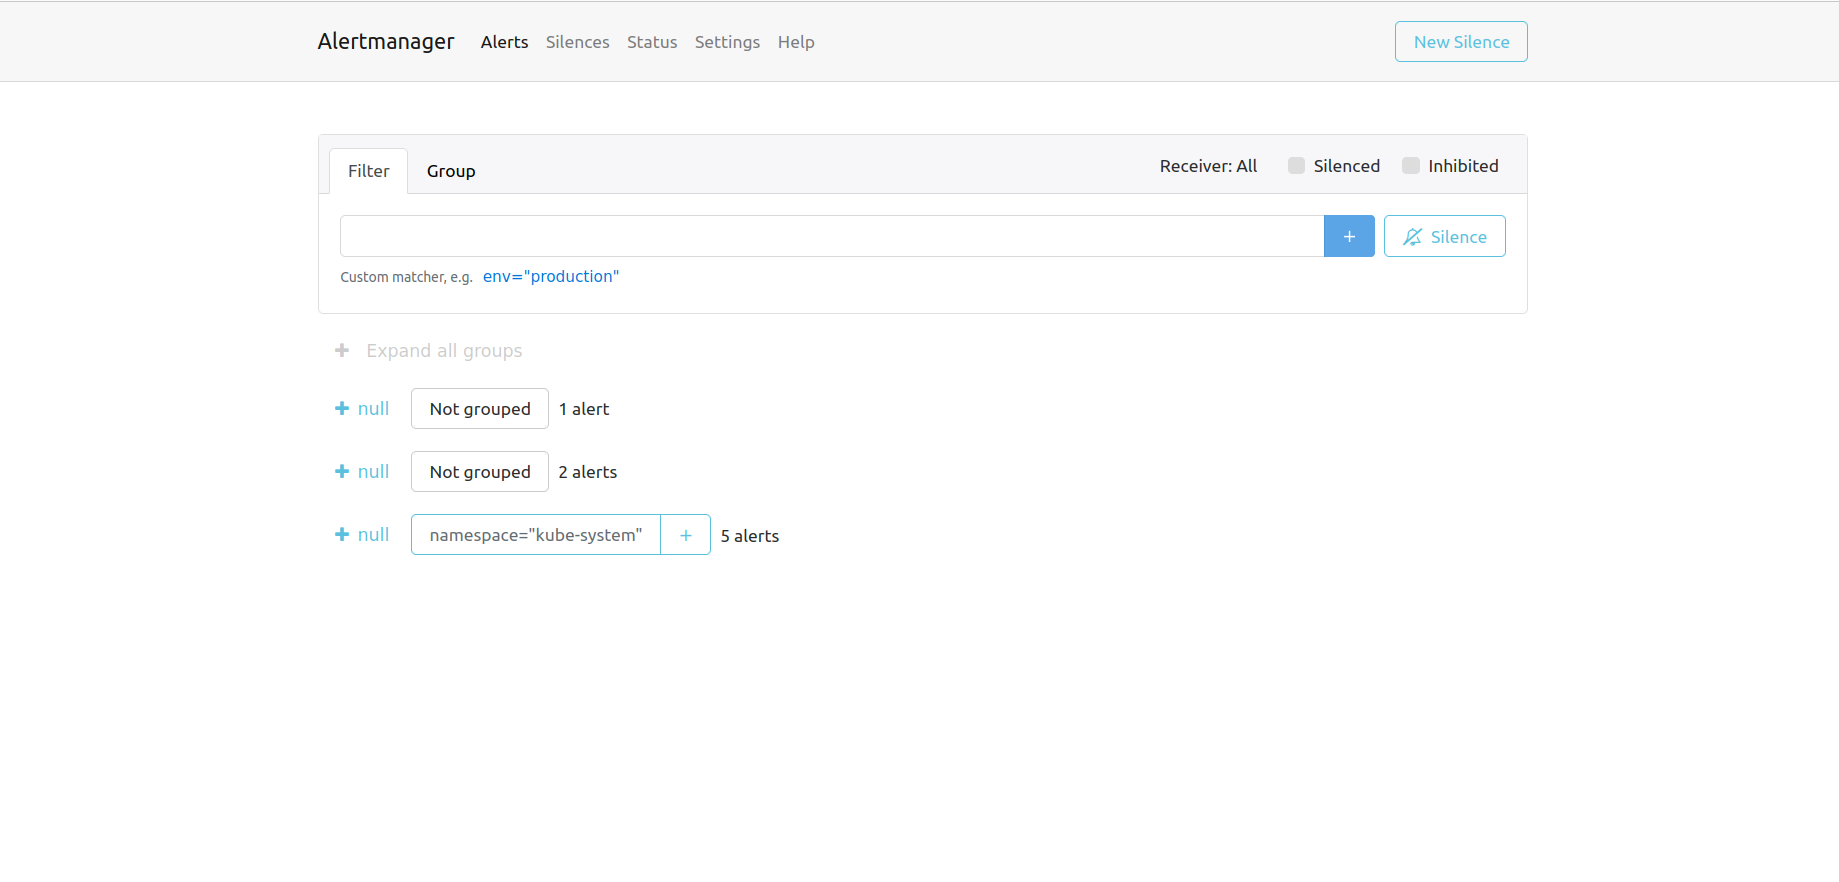 Alertmanager Alerts Silences Status Settings Help New Silence
Filter Group Receiver: All Silenced Inhibited
+ Silence
Custom matcher, e.g. env="production"
+ Expand all groups
+ null Not grouped 1 alert
+ null Not grouped 2 alerts
+ null namespace="kube-system" + 5 alerts